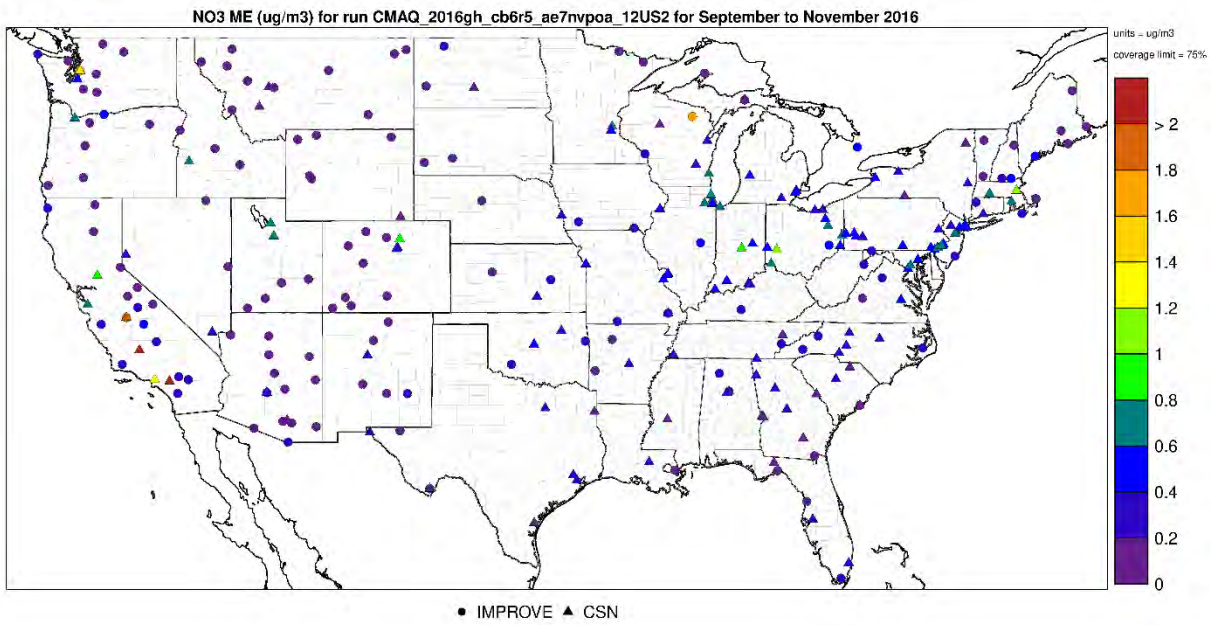 NO3 ME (ug/m3) for run CMAQ_2016gh_cb6r5_ae7nvpoa_12US2 for September to November 2016
units = ug/m3
coverage limit = 75%
> 2
1.8
1.6
1.4
1.2
1
0.8
0.6
0.4
0.2
0
● IMPROVE ▲ CSN